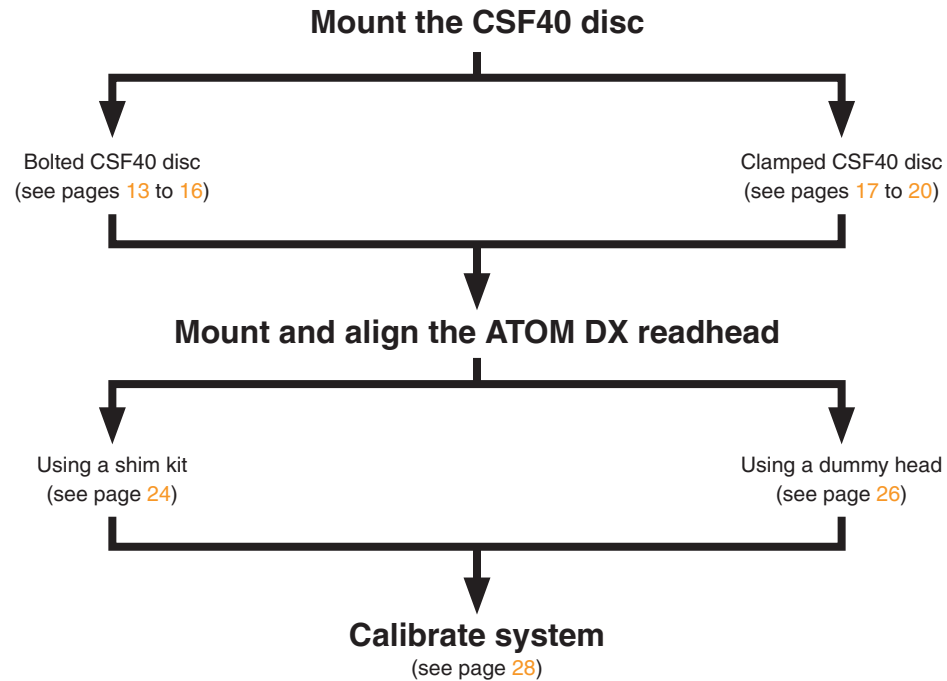 Mount the CSF40 disc
Bolted CSF40 disc
(see pages 13 to 16)
Clamped CSF40 disc
(see pages 17 to 20)
Mount and align the ATOM DX readhead
Using a shim kit
(see page 24)
Using a dummy head
(see page 26)
Calibrate system
(see page 28)